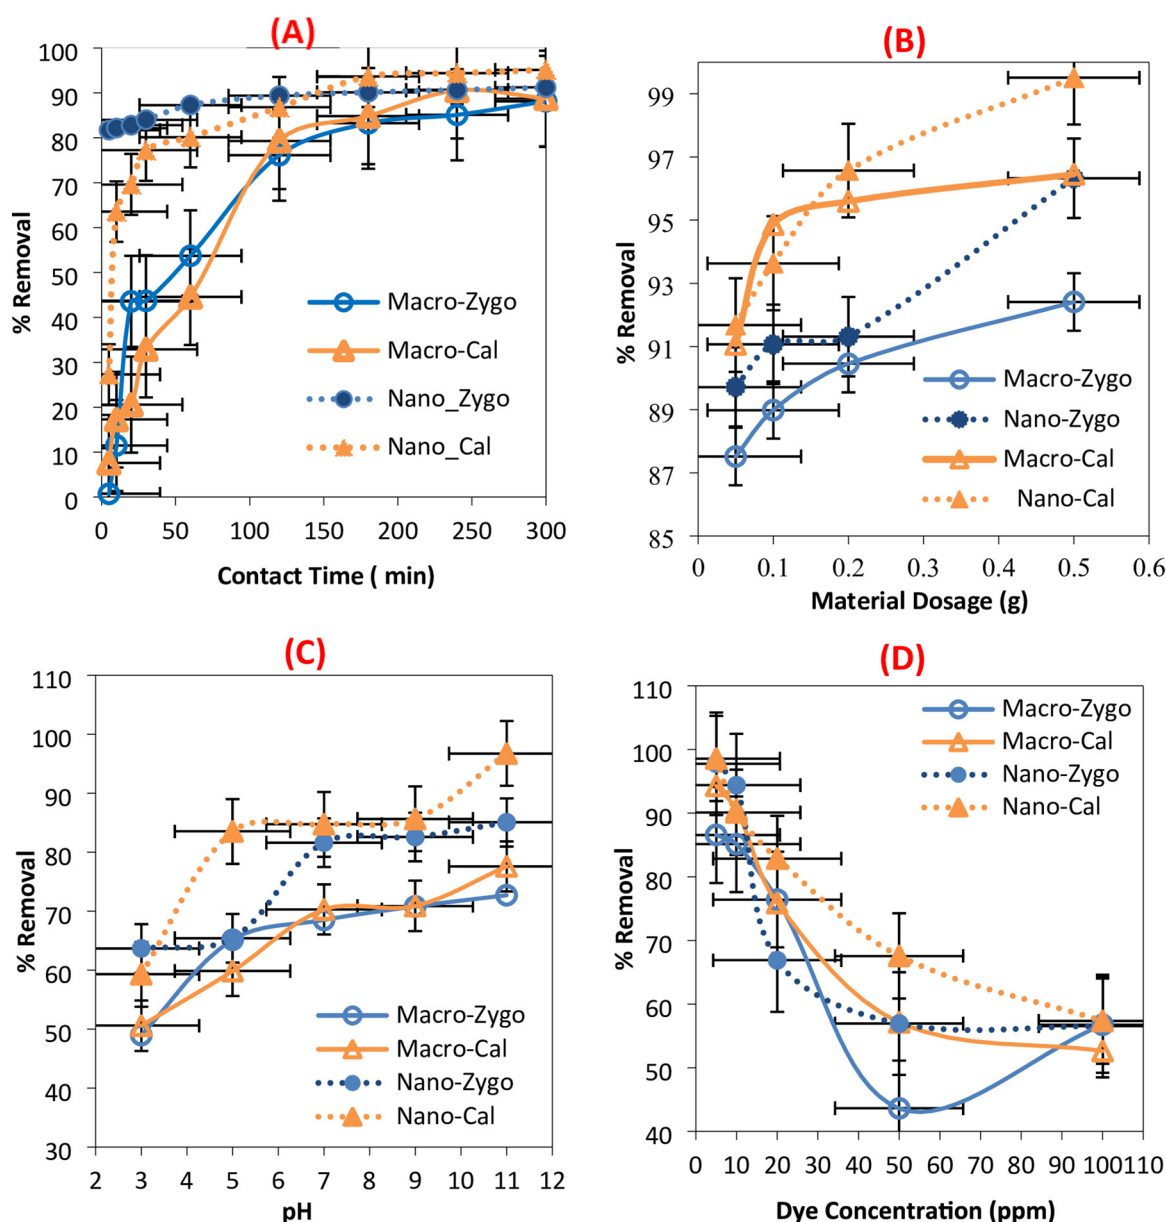 (A)
% Removal
100
90
80
70
60
50
40
30
20
10
0
Macro-Zygo
Macro-Cal
Nano_Zygo
Nano_Cal
0 50 100 150 200 250 300
Contact Time ( min)
(B)
% Removal
99
97
95
93
91
89
87
85
Macro-Zygo
Nano-Zygo
Macro-Cal
Nano-Cal
0 0.1 0.2 0.3 0.4 0.5 0.6
Material Dosage (g)
(C)
% Removal
110
100
90
80
70
60
50
40
30
Macro-Zygo
Macro-Cal
Nano-Zygo
Nano-Cal
2 3 4 5 6 7 8 9 10 11 12
pH
(D)
% Removal
110
100
90
80
70
60
50
40
Macro-Zygo
Macro-Cal
Nano-Zygo
Nano-Cal
0 10 20 30 40 50 60 70 80 90 100110
Dye Concentration (ppm)